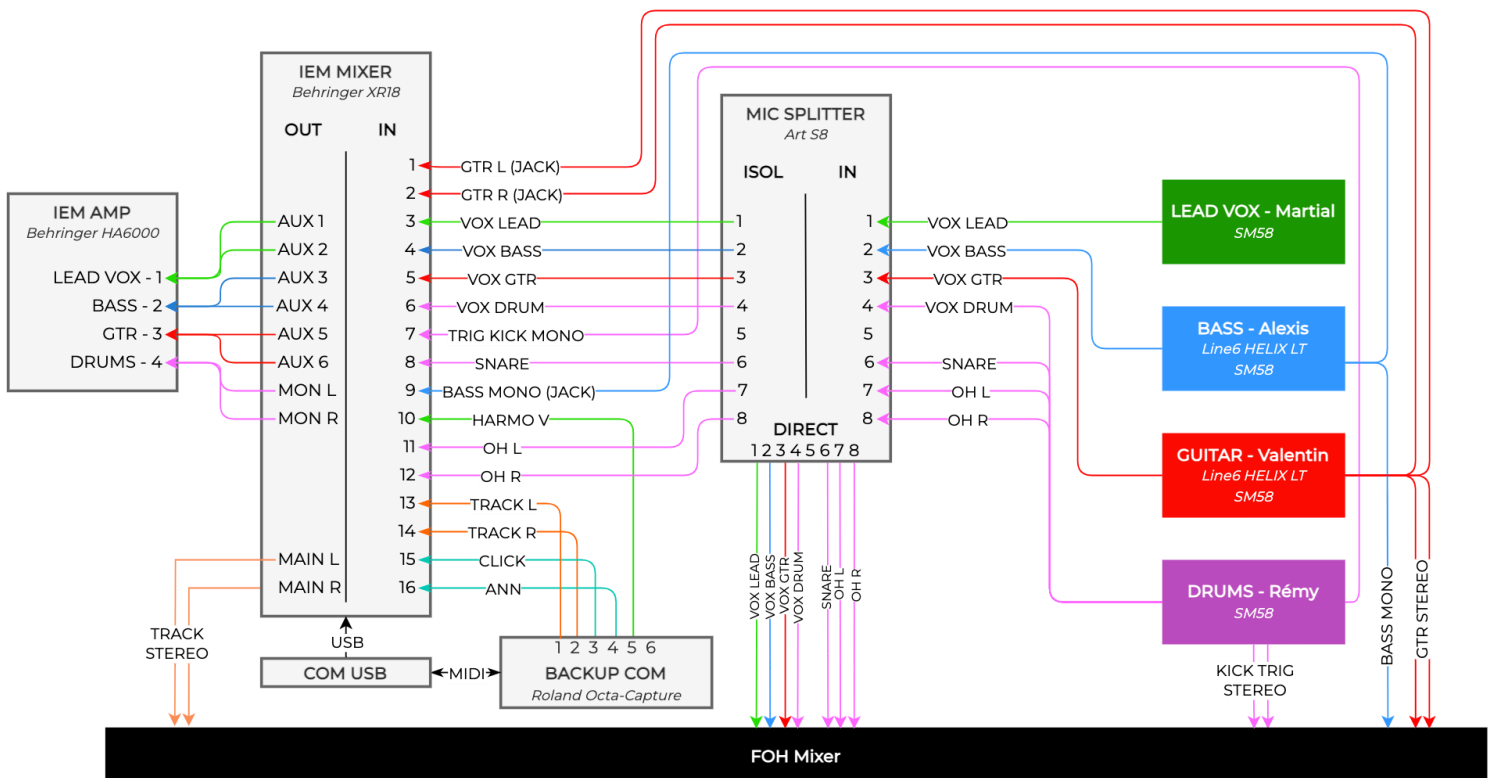 IEM MIXER
Behringer XR18
OUT
IN
1
2
3
4
5
6
7
8
9
10
11
12
13
14
15
16
AUX 1
AUX 2
AUX 3
AUX 4
AUX 5
AUX 6
MON L
MON R
MAIN L
MAIN R
IEM AMP
Behringer HA6000
LEAD VOX - 1
BASS - 2
GTR - 3
DRUMS - 4
GTR L (JACK)
GTR R (JACK)
VOX LEAD
VOX BASS
VOX GTR
VOX DRUM
TRIG KICK MONO
SNARE
BASS MONO (JACK)
HARMO V
OH L
OH R
TRACK L
TRACK R
CLICK
ANN
MIC SPLITTER
Art S8
ISOL
IN
1
2
3
4
5
6
7
8
1
2
3
4
5
6
7
8
DIRECT
1 2 3 4 5 6 7 8
VOX LEAD
VOX BASS
VOX GTR
VOX DRUM
SNARE
OH L
OH R
LEAD VOX - Martial
SM58
BASS - Alexis
Line6 HELIX LT
SM58
GUITAR - Valentin
Line6 HELIX LT
SM58
DRUMS - Rémy
SM58
VOX LEAD
VOX BASS
VOX GTR
VOX DRUM
SNARE
OH L
OH R
KICK TRIG
STEREO
BASS MONO
GTR STEREO
TRACK
STEREO
USB
COM USB
MIDI
1 2 3 4 5 6
BACKUP COM
Roland Octa-Capture
FOH Mixer